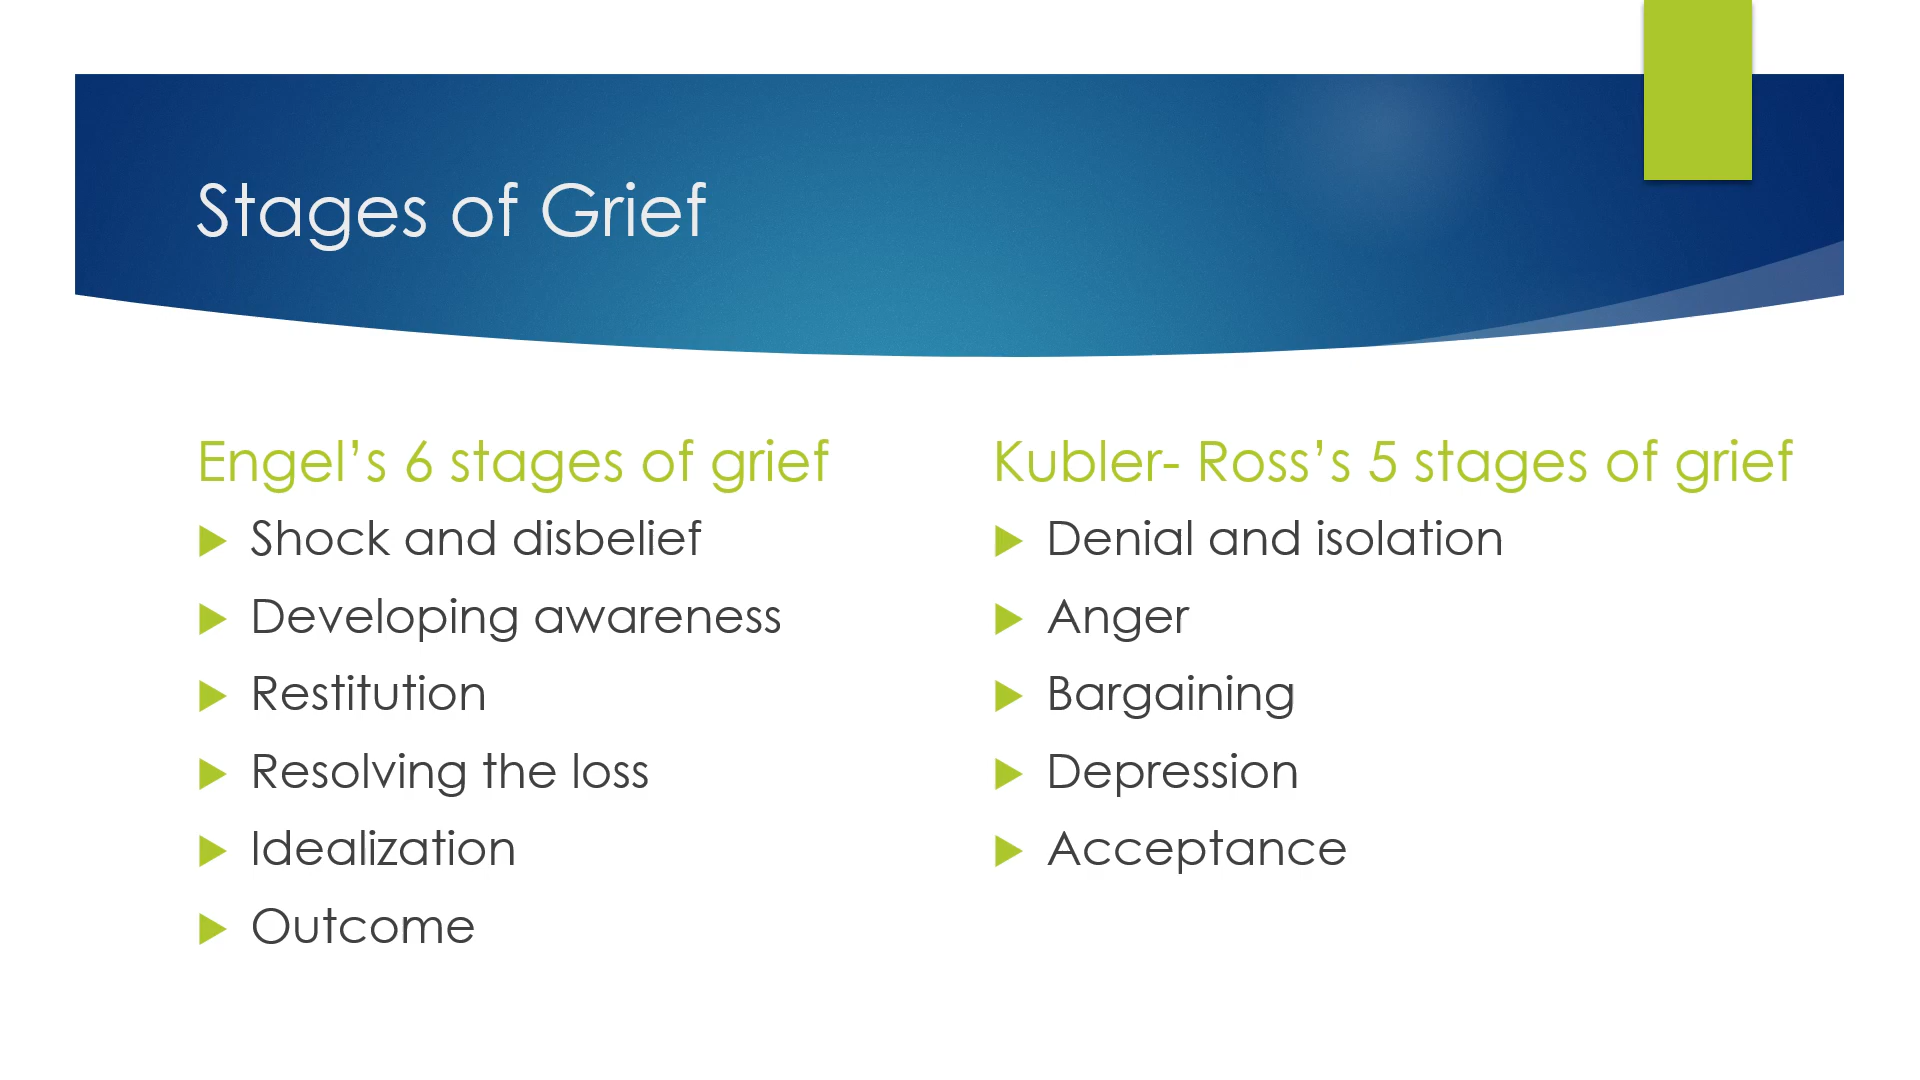 Stages of Grief
Engel’s 6 stages of grief
Shock and disbelief
Developing awareness
Restitution
Resolving the loss
Idealization
Outcome
Kubler- Ross’s 5 stages of grief
Denial and isolation
Anger
Bargaining
Depression
Acceptance